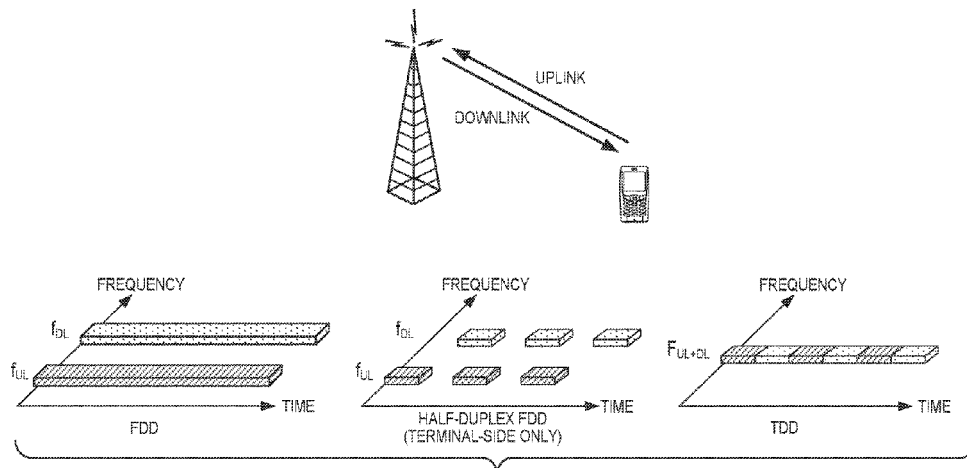 UPLINK
DOWNLINK
FREQUENCY
f_DL
f_UL
TIME
FDD
FREQUENCY
f_DL
f_UL
TIME
HALF-DUPLEX FDD
(TERMINAL-SIDE ONLY)
FREQUENCY
F_UL+DL
TIME
TDD